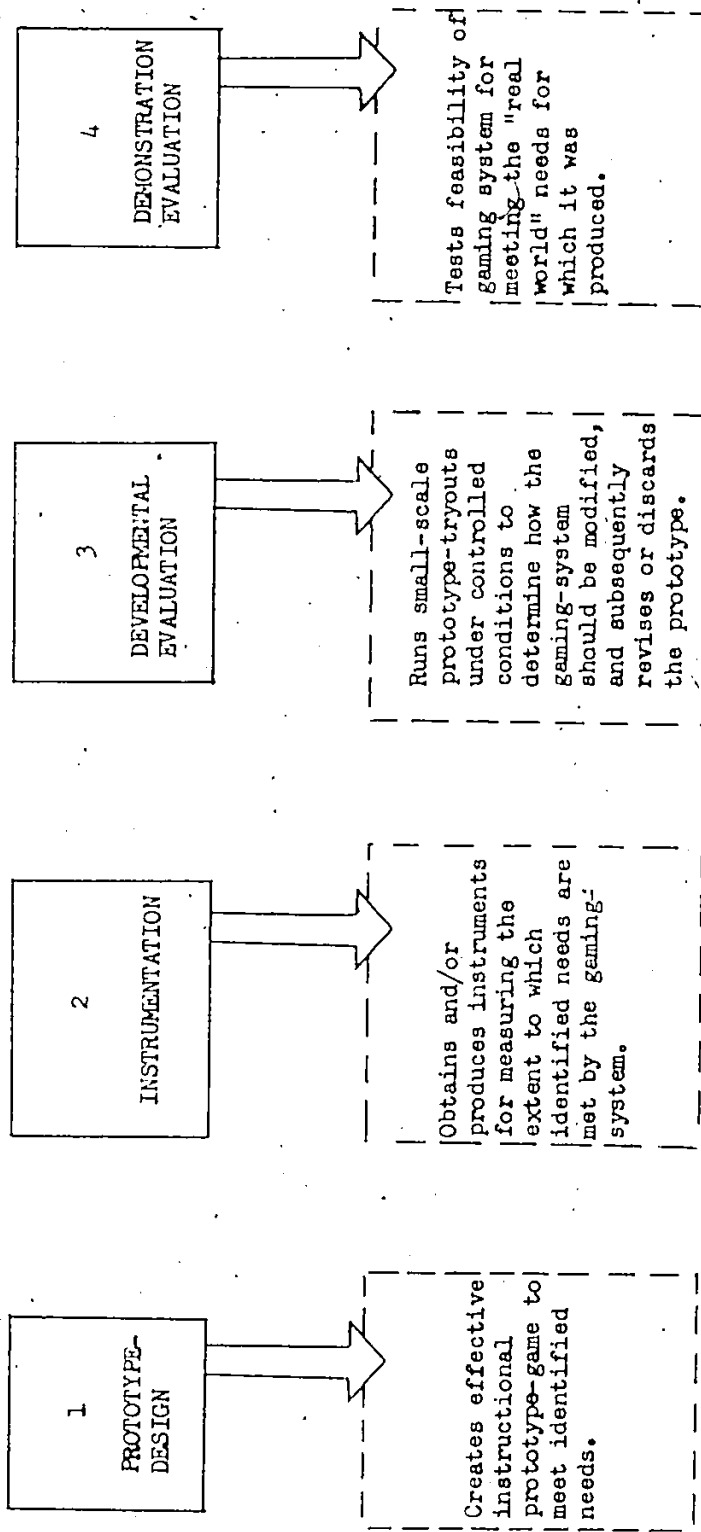 1
PROTOTYPE-
DESIGN
Creates effective
instructional
prototype-game to
meet identified
needs.
2
INSTRUMENTATION
Obtains and/or
produces instruments
for measuring the
extent to which
identified needs are
met by the gaming-
system.
3
DEVELOPMENTAL
EVALUATION
Runs small-scale
prototype-tryouts
under controlled
conditions to
determine how the
gaming-system
should be modified,
and subsequently
revises or discards
the prototype.
4
DEMONSTRATION
EVALUATION
Tests feasibility of
gaming system for
meeting the "real
world" needs for
which it was
produced.